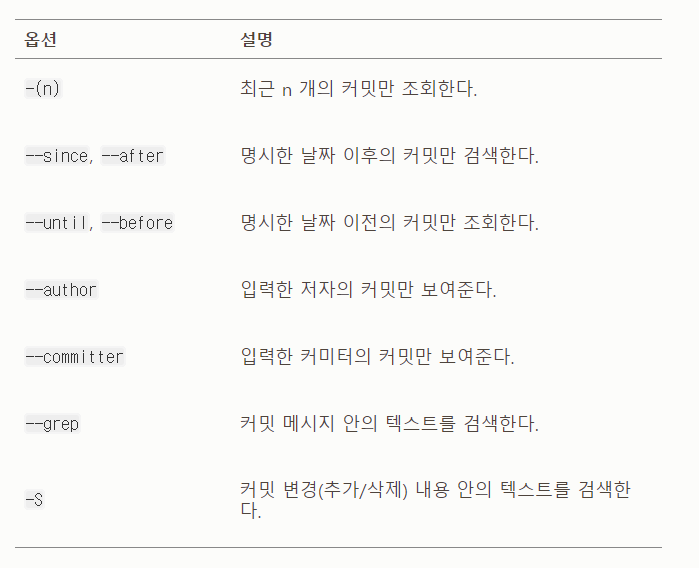 옵션 설명
-(n) 최근 n 개의 커밋만 조회한다.
--since, --after 명시한 날짜 이후의 커밋만 검색한다.
--until, --before 명시한 날짜 이전의 커밋만 조회한다.
--author 입력한 저자의 커밋만 보여준다.
--committer 입력한 커미터의 커밋만 보여준다.
--grep 커밋 메시지 안의 텍스트를 검색한다.
-S 커밋 변경(추가/삭제) 내용 안의 텍스트를 검색한
다.